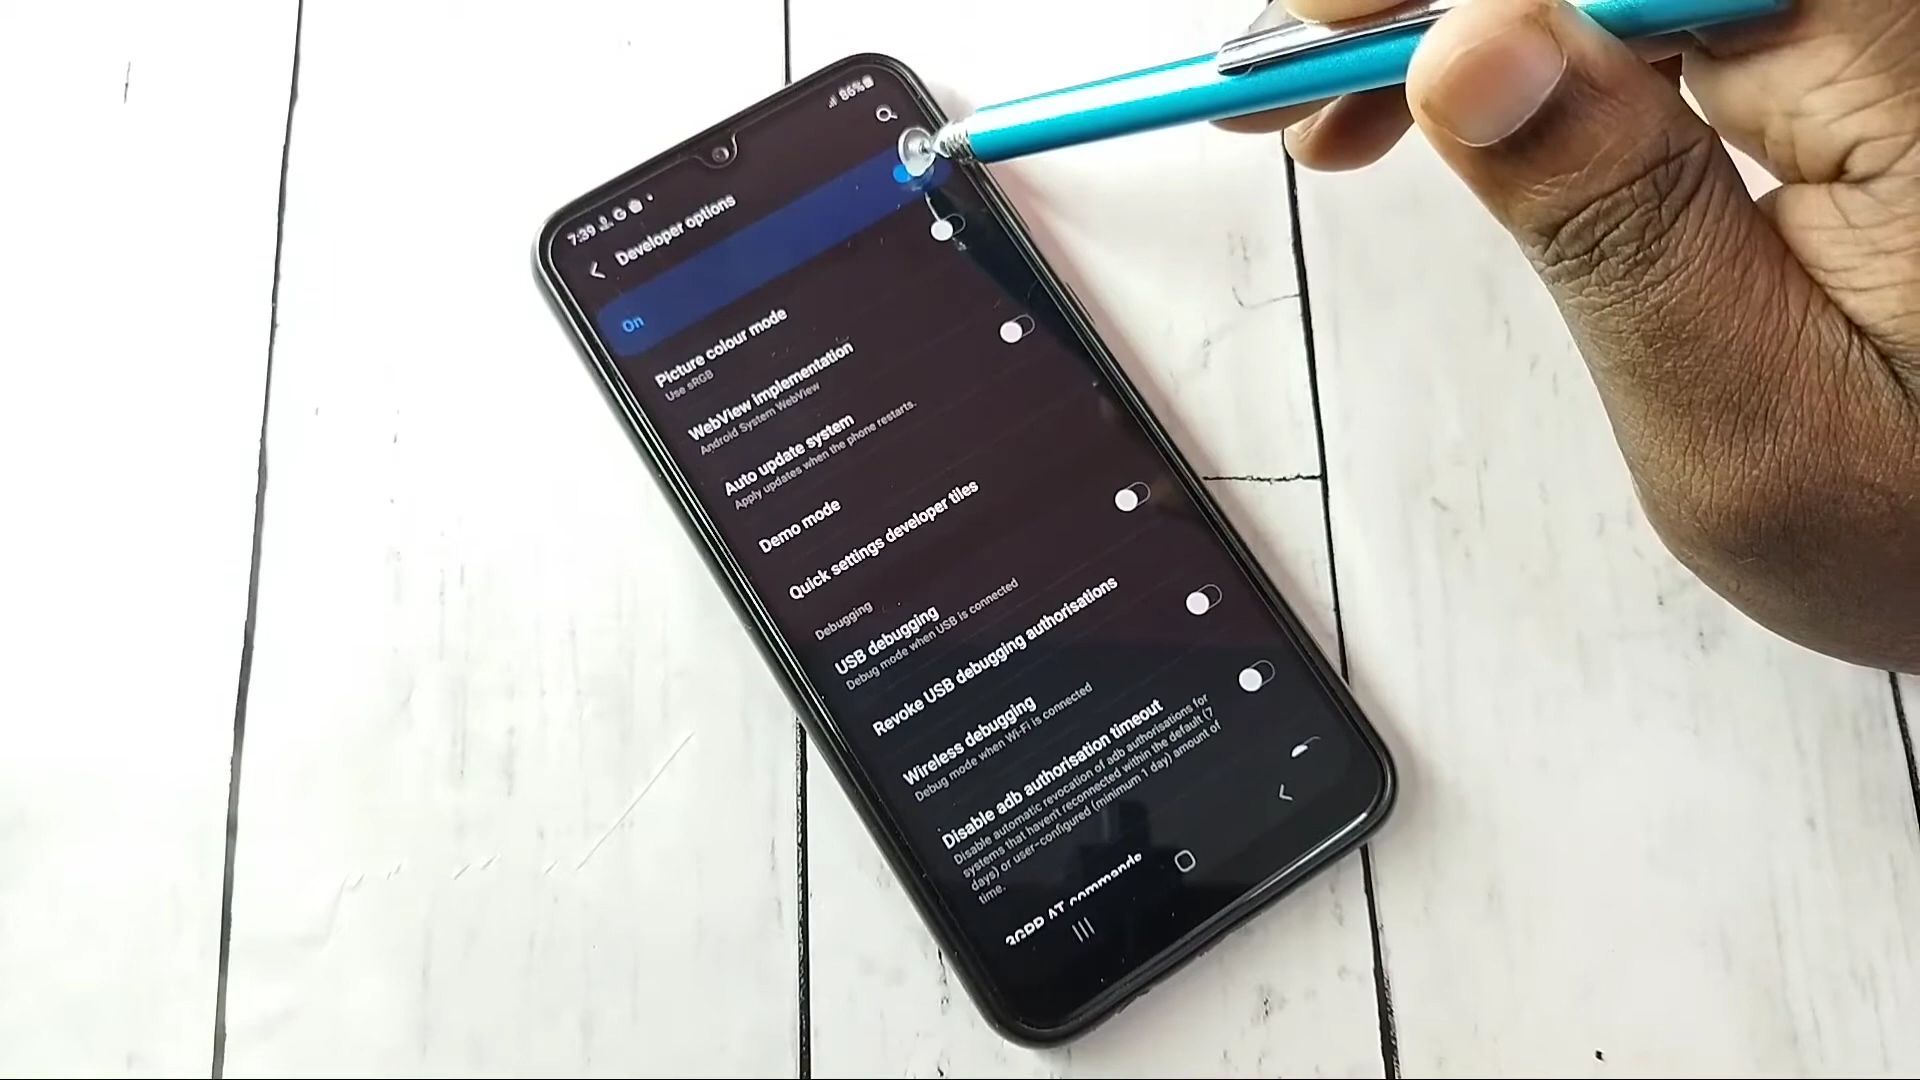 7:39
86%
Developer options
On
Picture colour mode
Use sRGB
WebView implementation
Android System WebView
Auto update system
Apply updates when the phone restarts.
Demo mode
Quick settings developer tiles
Debugging
USB debugging
Debug mode when USB is connected
Revoke USB debugging authorisations
Wireless debugging
Debug mode when Wi-Fi is connected
Disable adb authorisation timeout
Disable automatic revocation of adb authorisations for
systems that haven't reconnected within the default (7
days) or user-configured (minimum 1 day) amount of
time.
3GPP AT commands